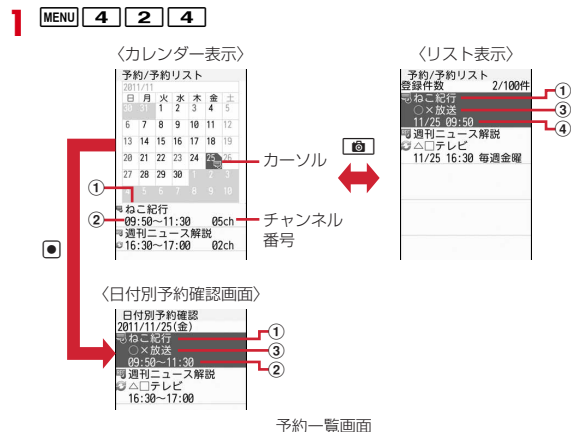 1 MENU 4 2 4
〈カレンダー表示〉
予約/予約リスト
2011/11
日 月 火 水 木 金 土
30 31 1 2 3 4 5
6 7 8 9 10 11 12
13 14 15 16 17 18 19
20 21 22 23 24 25 26
27 28 29 30 1 2 3
4 5 6 7 8 9 10
ねこ紀行
09:50〜11:30 05ch
週刊ニュース解説
16:30〜17:00 02ch
①
②
カーソル
チャンネル
番号
〈リスト表示〉
予約/予約リスト
登録件数 2/100件
ねこ紀行
○×放送
11/25 09:50
週刊ニュース解説
△□テレビ
11/25 16:30 毎週金曜
①
③
④
〈日付別予約確認画面〉
日付別予約確認
2011/11/25(金)
ねこ紀行
○×放送
09:50〜11:30
週刊ニュース解説
△□テレビ
16:30〜17:00
①
③
②
予約一覧画面